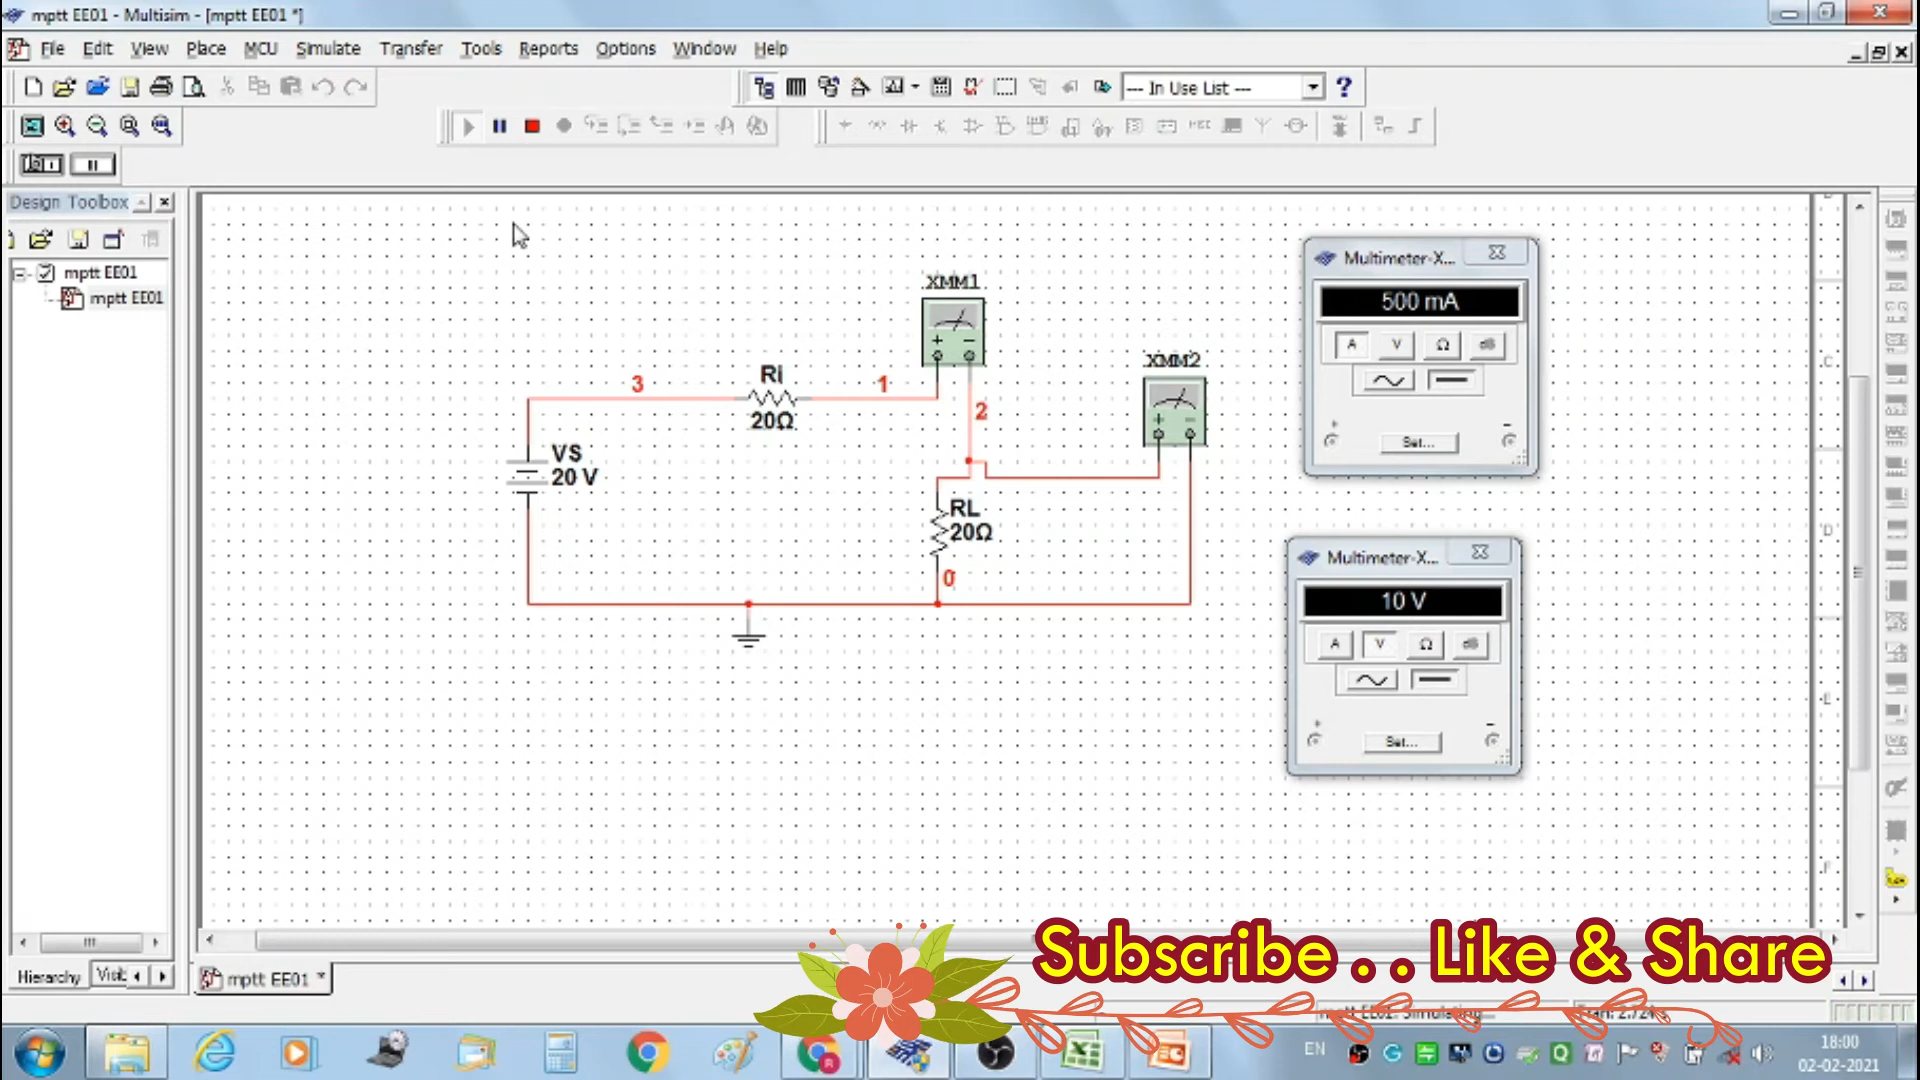 mptt EE01 - Multisim - [mptt EE01 *]
File Edit View Place MCU Simulate Transfer Tools Reports Options Window Help
--- In Use List ---
Design Toolbox
mptt EE01
mptt EE01
XMM1
XMM2
Ri
20Ω
3
1
2
VS
20 V
RL
20Ω
0
Multimeter-X...
500 mA
A V Ω dB
+ -
Set...
Multimeter-X...
10 V
A V Ω dB
+ -
Set...
C
D
E
F
Hierarchy
mptt EE01 *
Subscribe . . Like & Share
EN
18:00
02-02-2021